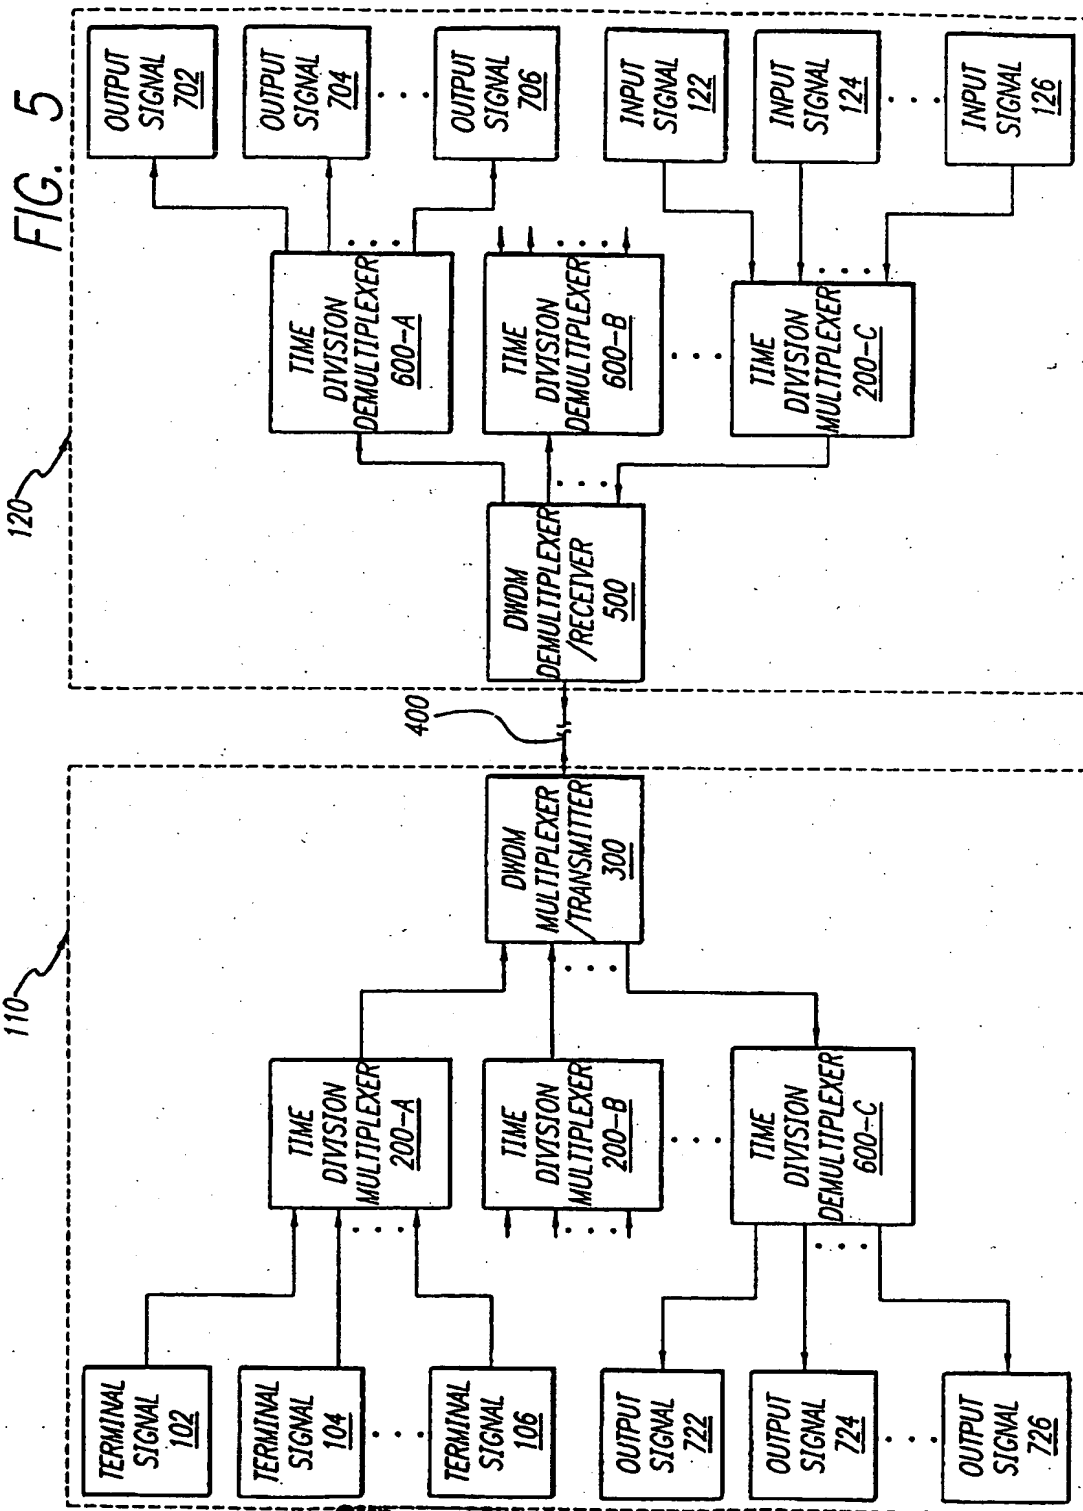 FIG. 5
110
120
TERMINAL
SIGNAL
102
TERMINAL
SIGNAL
104
TERMINAL
SIGNAL
106
OUTPUT
SIGNAL
722
OUTPUT
SIGNAL
724
OUTPUT
SIGNAL
726
TIME
DIVISION
MULTIPLEXER
200-A
TIME
DIVISION
MULTIPLEXER
200-B
TIME
DIVISION
DEMULTIPLEXER
600-C
DWDM
MULTIPLEXER
/TRANSMITTER
300
400
DWDM
DEMULTIPLEXER
/RECEIVER
500
TIME
DIVISION
DEMULTIPLEXER
600-A
TIME
DIVISION
DEMULTIPLEXER
600-B
TIME
DIVISION
MULTIPLEXER
200-C
OUTPUT
SIGNAL
702
OUTPUT
SIGNAL
704
OUTPUT
SIGNAL
706
INPUT
SIGNAL
122
INPUT
SIGNAL
124
INPUT
SIGNAL
126